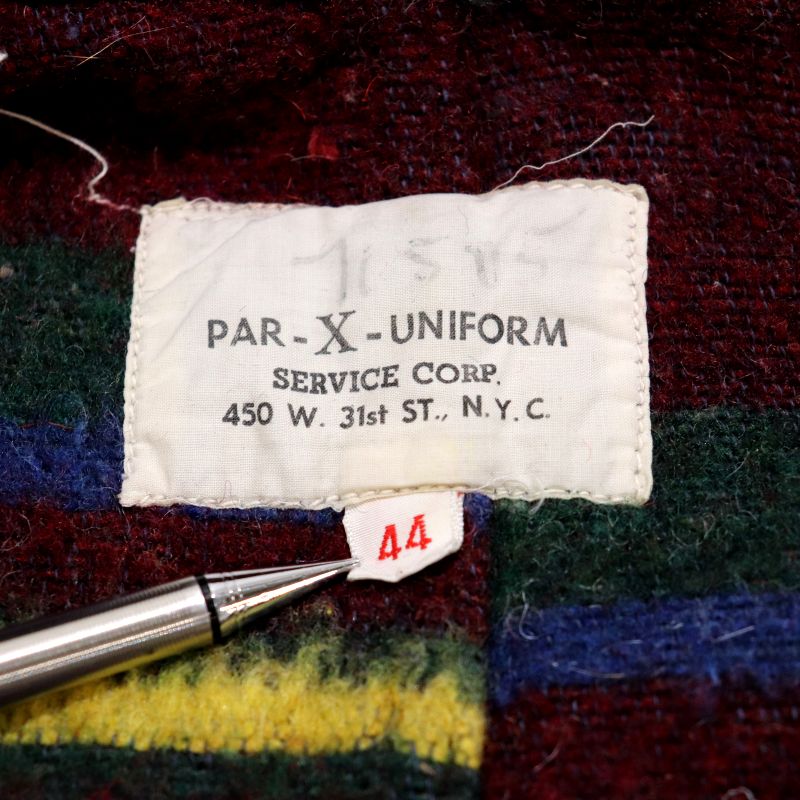 PAR-X-UNIFORM
SERVICE CORP.
450 W. 31st ST., N.Y.C.
44